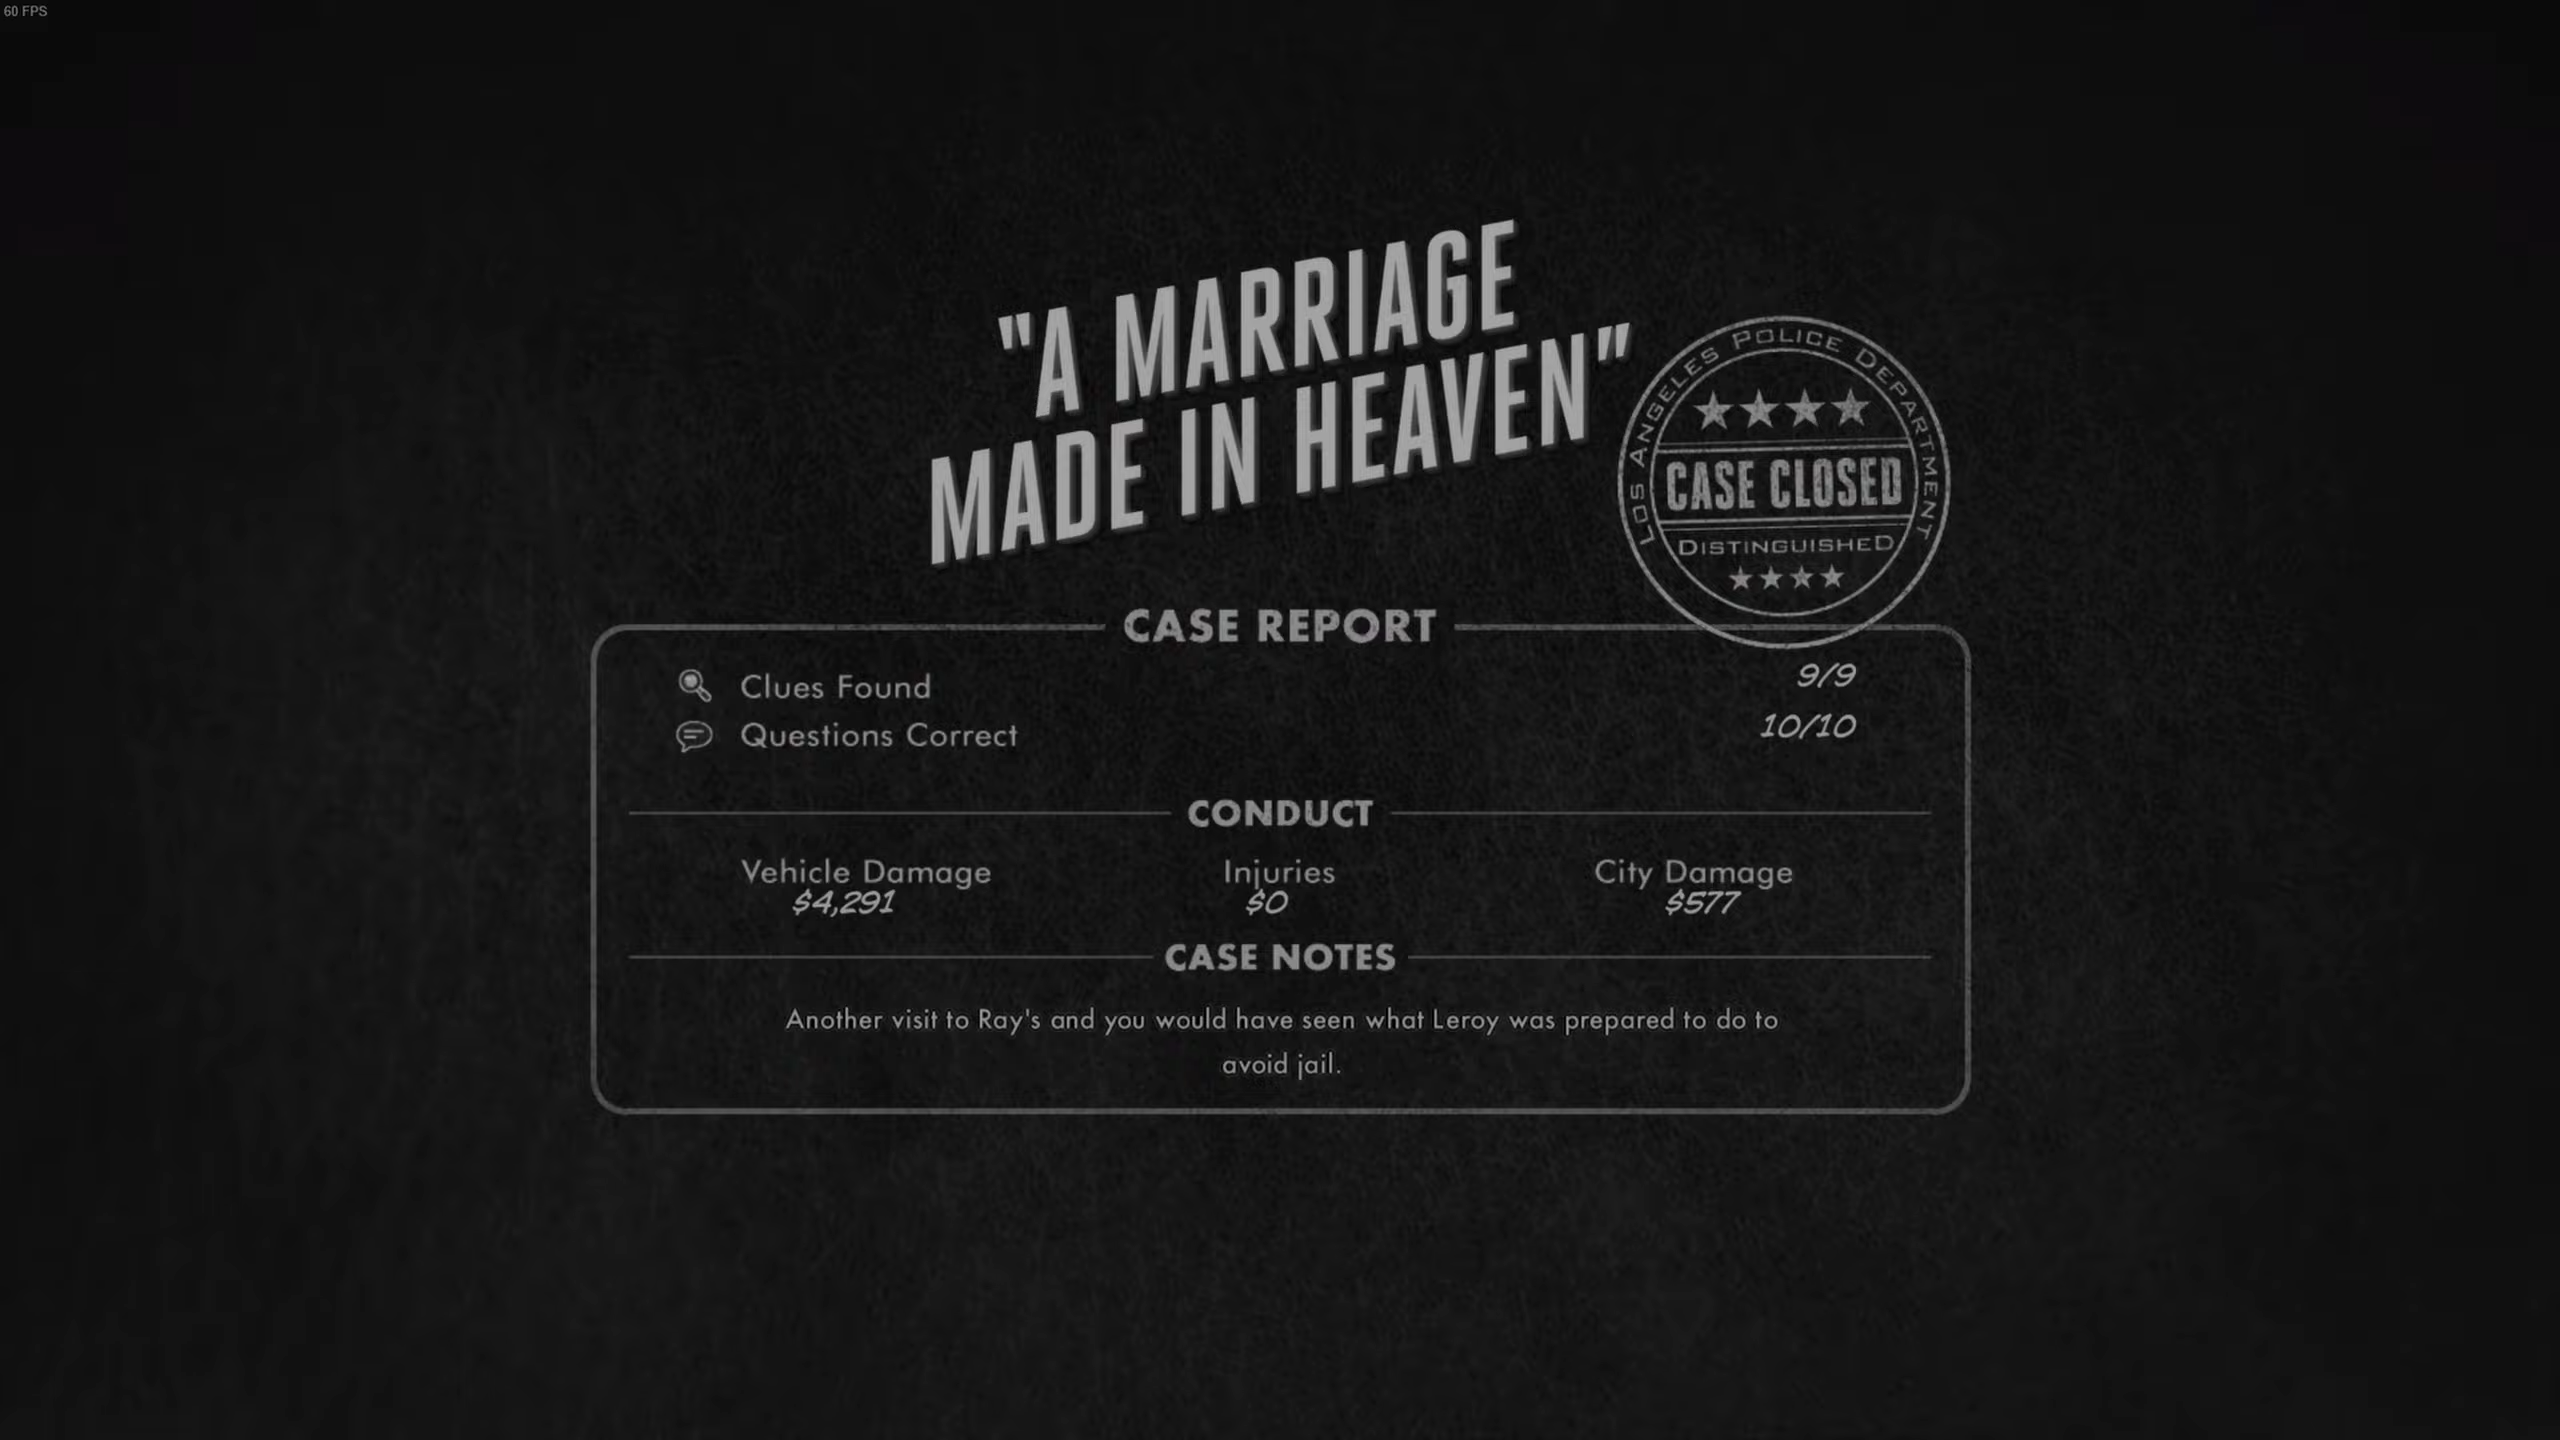 60 FPS
"A MARRIAGE
MADE IN HEAVEN"
LOS ANGELES POLICE DEPARTMENT
CASE CLOSED
DISTINGUISHED
CASE REPORT
Clues Found 9/9
Questions Correct 10/10
CONDUCT
Vehicle Damage Injuries City Damage
$4,291 $0 $577
CASE NOTES
Another visit to Ray's and you would have seen what Leroy was prepared to do to
avoid jail.